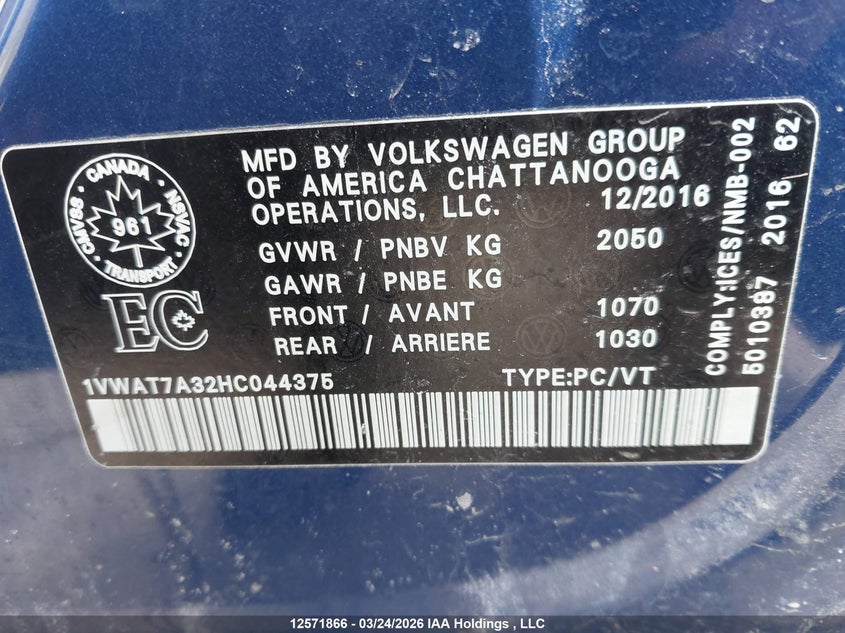 CANADA
CMVSS · NSVAC
961
TRANSPORT
EC
MFD BY VOLKSWAGEN GROUP
OF AMERICA CHATTANOOGA
OPERATIONS, LLC. 12/2016
GVWR / PNBV KG 2050
GAWR / PNBE KG
FRONT / AVANT 1070
REAR / ARRIERE 1030
1VWAT7A32HC044375 TYPE:PC/VT
COMPLY:ICES/NMB-002
5010387 2016 62
12571866 - 03/24/2026 IAA Holdings , LLC